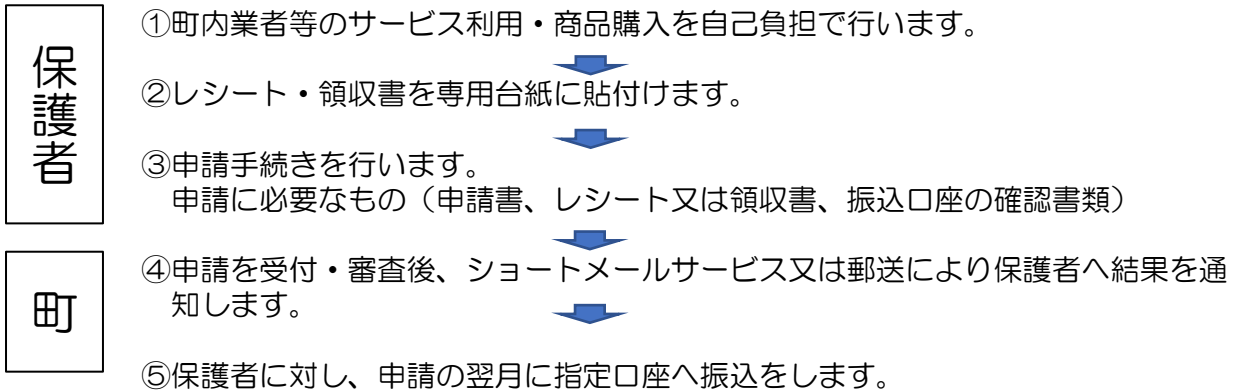 保護者
①町内業者等のサービス利用・商品購入を自己負担で行います。
②レシート・領収書を専用台紙に貼付けます。
③申請手続きを行います。
申請に必要なもの（申請書、レシート又は領収書、振込口座の確認書類）
町
④申請を受付・審査後、ショートメールサービス又は郵送により保護者へ結果を通
知します。
⑤保護者に対し、申請の翌月に指定口座へ振込をします。